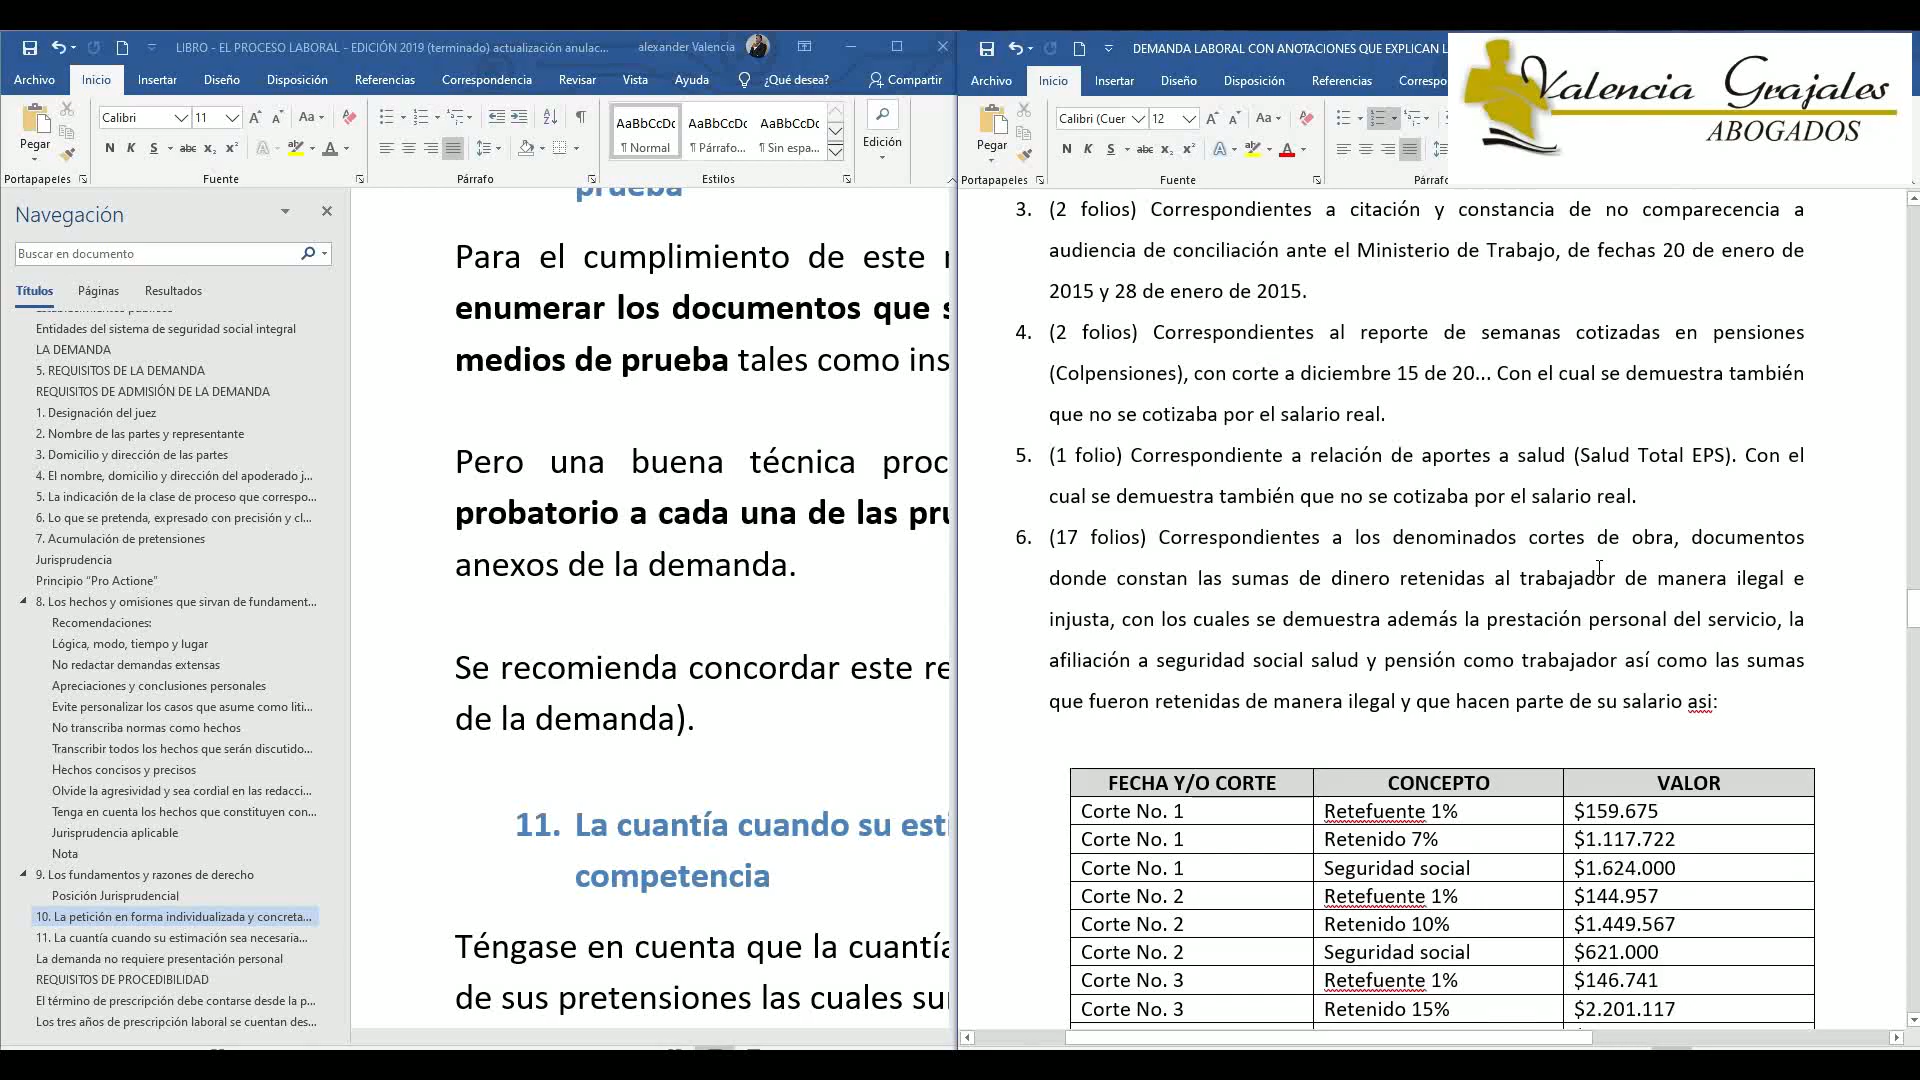 LIBRO - EL PROCESO LABORAL - EDICIÓN 2019 (terminado) actualización anulac...
alexander Valencia
Archivo
Inicio
Insertar
Diseño
Disposición
Referencias
Correspondencia
Revisar
Vista
Ayuda
¿Qué desea?
Compartir
Pegar
Calibri
11
Aa
N K S abc x₂ x²
AaBbCcDc AaBbCcDc AaBbCcDc
¶ Normal ¶ Párrafo... ¶ Sin espa...
Edición
Portapapeles
Fuente
Párrafo
Estilos
Navegación
Buscar en documento
Títulos
Páginas
Resultados
Entidades del sistema de seguridad social integral
LA DEMANDA
5. REQUISITOS DE LA DEMANDA
REQUISITOS DE ADMISIÓN DE LA DEMANDA
1. Designación del juez
2. Nombre de las partes y representante
3. Domicilio y dirección de las partes
4. El nombre, domicilio y dirección del apoderado j...
5. La indicación de la clase de proceso que correspo...
6. Lo que se pretenda, expresado con precisión y cl...
7. Acumulación de pretensiones
Jurisprudencia
Principio "Pro Actione"
8. Los hechos y omisiones que sirvan de fundament...
Recomendaciones:
Lógica, modo, tiempo y lugar
No redactar demandas extensas
Apreciaciones y conclusiones personales
Evite personalizar los casos que asume como liti...
No transcriba normas como hechos
Transcribir todos los hechos que serán discutido...
Hechos concisos y precisos
Olvide la agresividad y sea cordial en las redacci...
Tenga en cuenta los hechos que constituyen con...
Jurisprudencia aplicable
Nota
9. Los fundamentos y razones de derecho
Posición Jurisprudencial
10. La petición en forma individualizada y concreta...
11. La cuantía cuando su estimación sea necesaria...
La demanda no requiere presentación personal
REQUISITOS DE PROCEDIBILIDAD
El término de prescripción debe contarse desde la p...
Los tres años de prescripción laboral se cuentan des...
prueba
Para el cumplimiento de este
enumerar los documentos que
medios de prueba tales como
Pero una buena técnica
probatorio a cada una de las
anexos de la demanda.
Se recomienda concordar este
de la demanda).
11. La cuantía cuando su
competencia
Téngase en cuenta que la cuantía
de sus pretensiones las cuales
DEMANDA LABORAL CON ANOTACIONES QUE EXPLICAN L
Valencia Grajales
ABOGADOS
Archivo
Inicio
Insertar
Diseño
Disposición
Referencias
Correspo
Pegar
Calibri (Cuer
12
Aa
N K S abc x₂ x²
Portapapeles
Fuente
Párrafo
3. (2 folios) Correspondientes a citación y constancia de no comparecencia a
audiencia de conciliación ante el Ministerio de Trabajo, de fechas 20 de enero de
2015 y 28 de enero de 2015.
4. (2 folios) Correspondientes al reporte de semanas cotizadas en pensiones
(Colpensiones), con corte a diciembre 15 de 20... Con el cual se demuestra también
que no se cotizaba por el salario real.
5. (1 folio) Correspondiente a relación de aportes a salud (Salud Total EPS). Con el
cual se demuestra también que no se cotizaba por el salario real.
6. (17 folios) Correspondientes a los denominados cortes de obra, documentos
donde constan las sumas de dinero retenidas al trabajador de manera ilegal e
injusta, con los cuales se demuestra además la prestación personal del servicio, la
afiliación a seguridad social salud y pensión como trabajador así como las sumas
que fueron retenidas de manera ilegal y que hacen parte de su salario asi:
FECHA Y/O CORTE CONCEPTO VALOR
Corte No. 1 Retefuente 1% $159.675
Corte No. 1 Retenido 7% $1.117.722
Corte No. 1 Seguridad social $1.624.000
Corte No. 2 Retefuente 1% $144.957
Corte No. 2 Retenido 10% $1.449.567
Corte No. 2 Seguridad social $621.000
Corte No. 3 Retefuente 1% $146.741
Corte No. 3 Retenido 15% $2.201.117